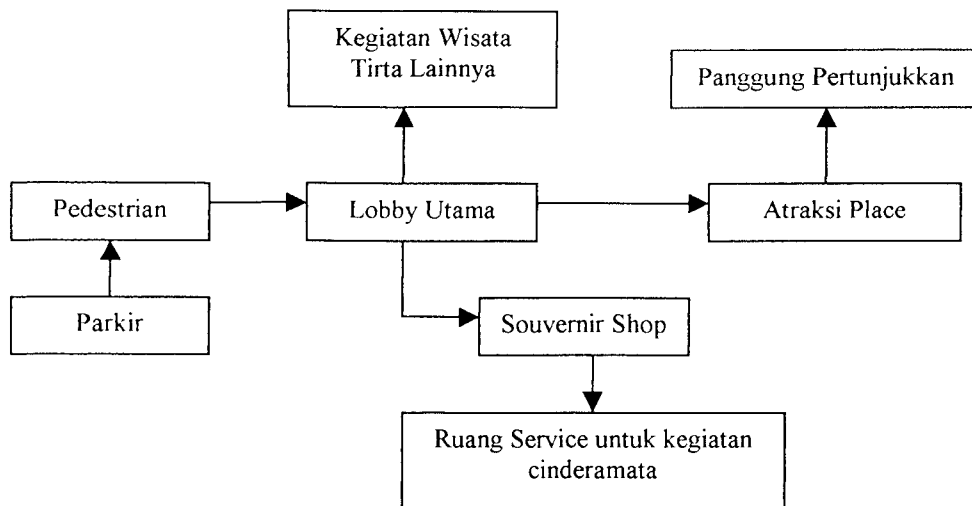 Kegiatan Wisata
Tirta Lainnya
Panggung Pertunjukkan
Pedestrian
Lobby Utama
Atraksi Place
Parkir
Souvernir Shop
Ruang Service untuk kegiatan
cinderamata